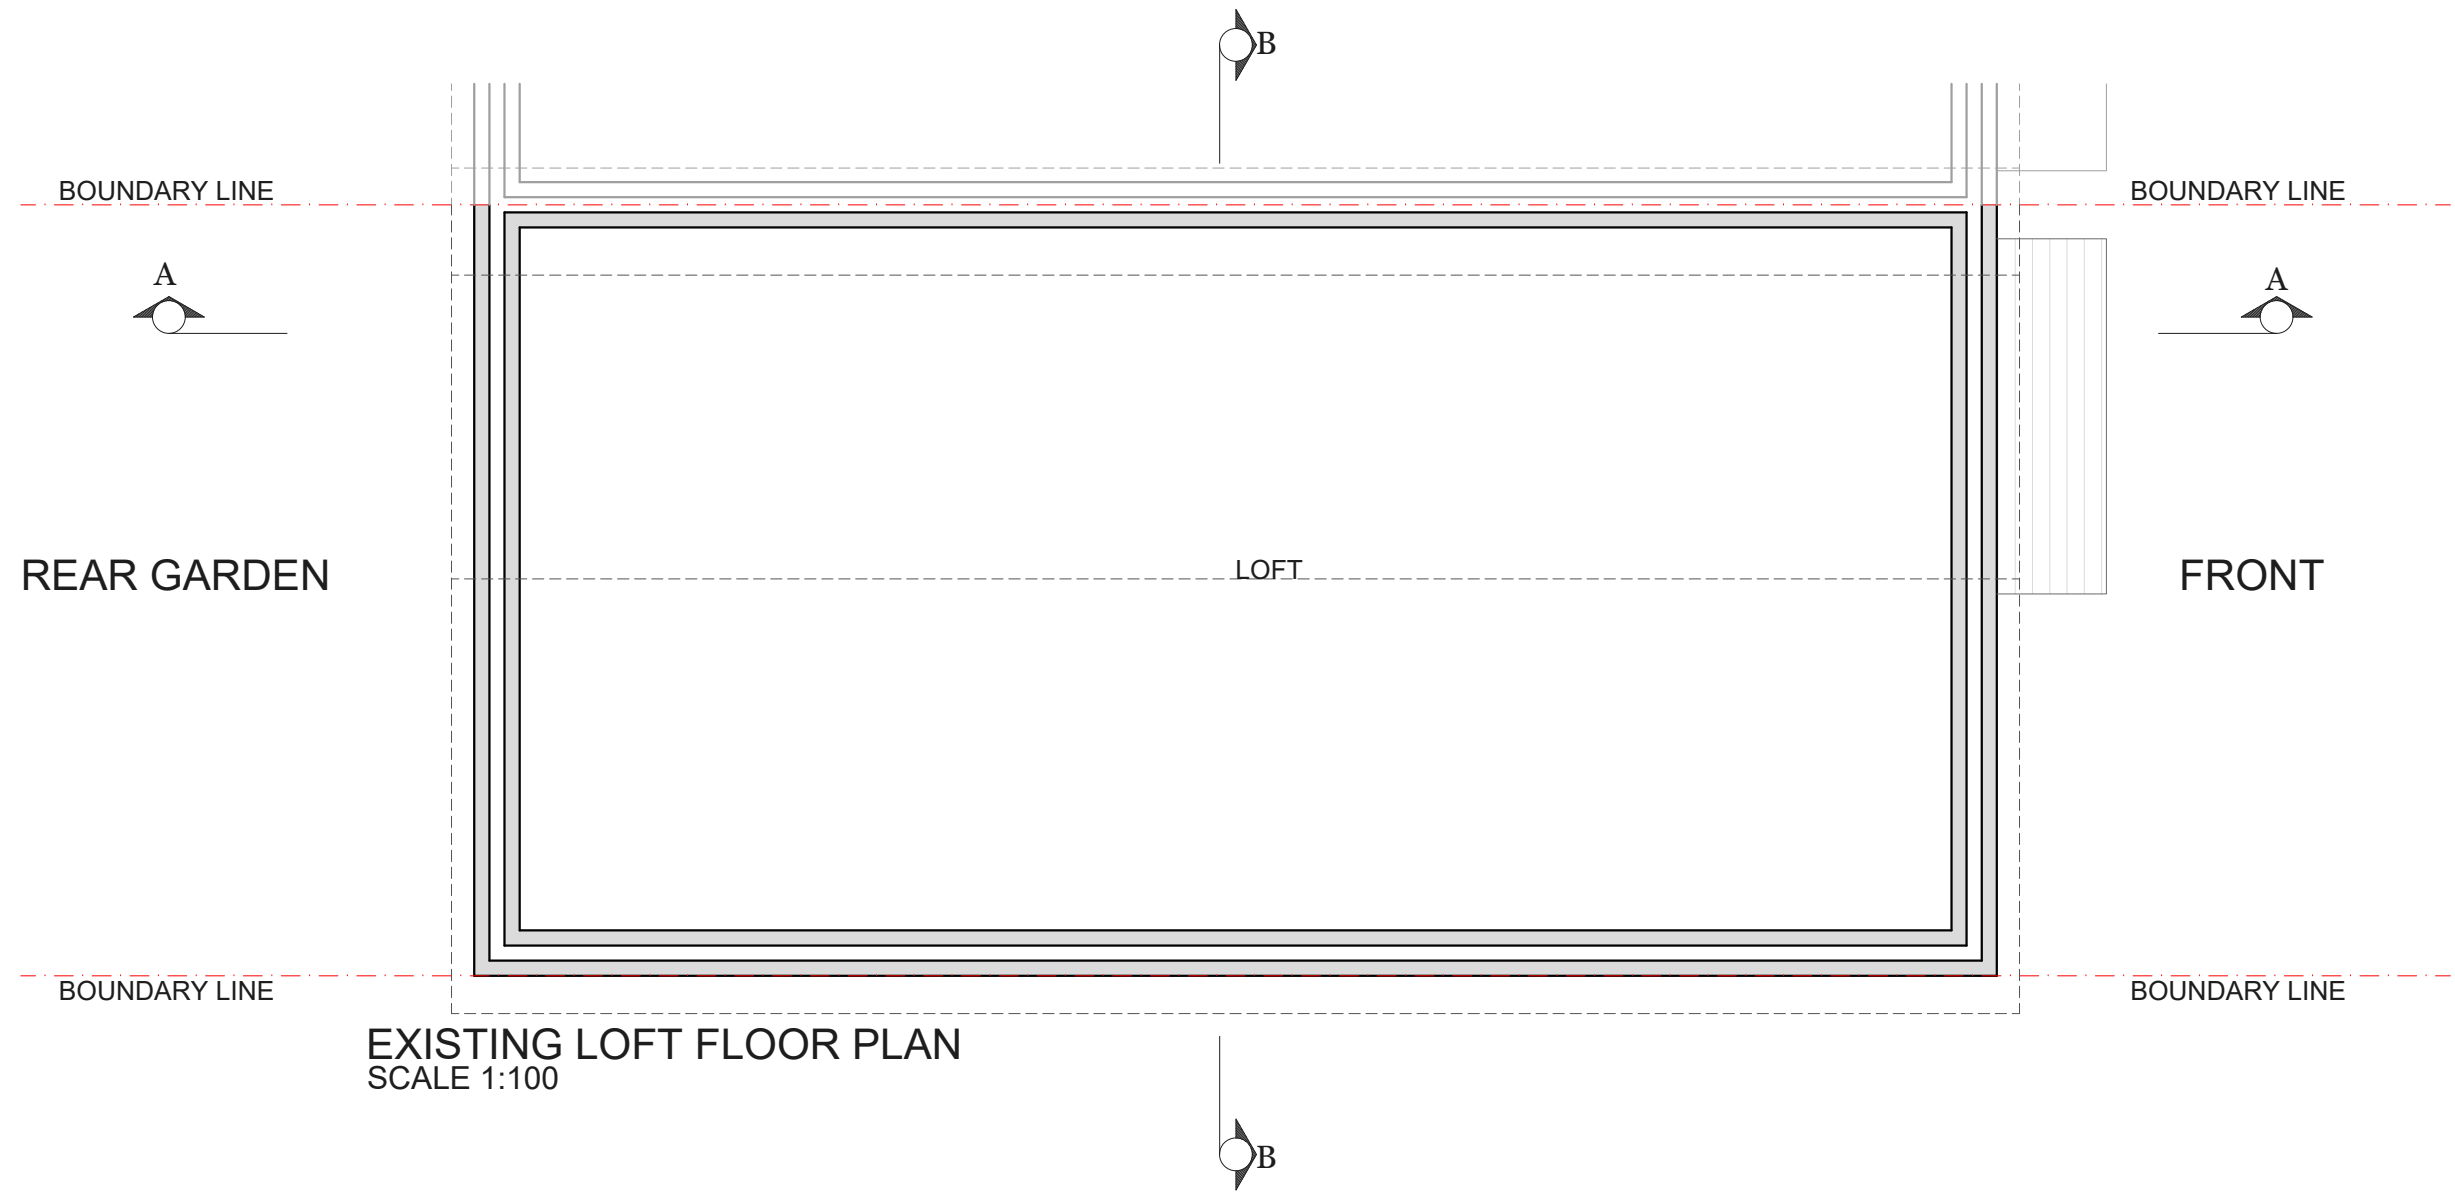 B
BOUNDARY LINE
BOUNDARY LINE
A
A
LOFT
REAR GARDEN
FRONT
BOUNDARY LINE
BOUNDARY LINE
EXISTING LOFT FLOOR PLAN
SCALE 1:100
B